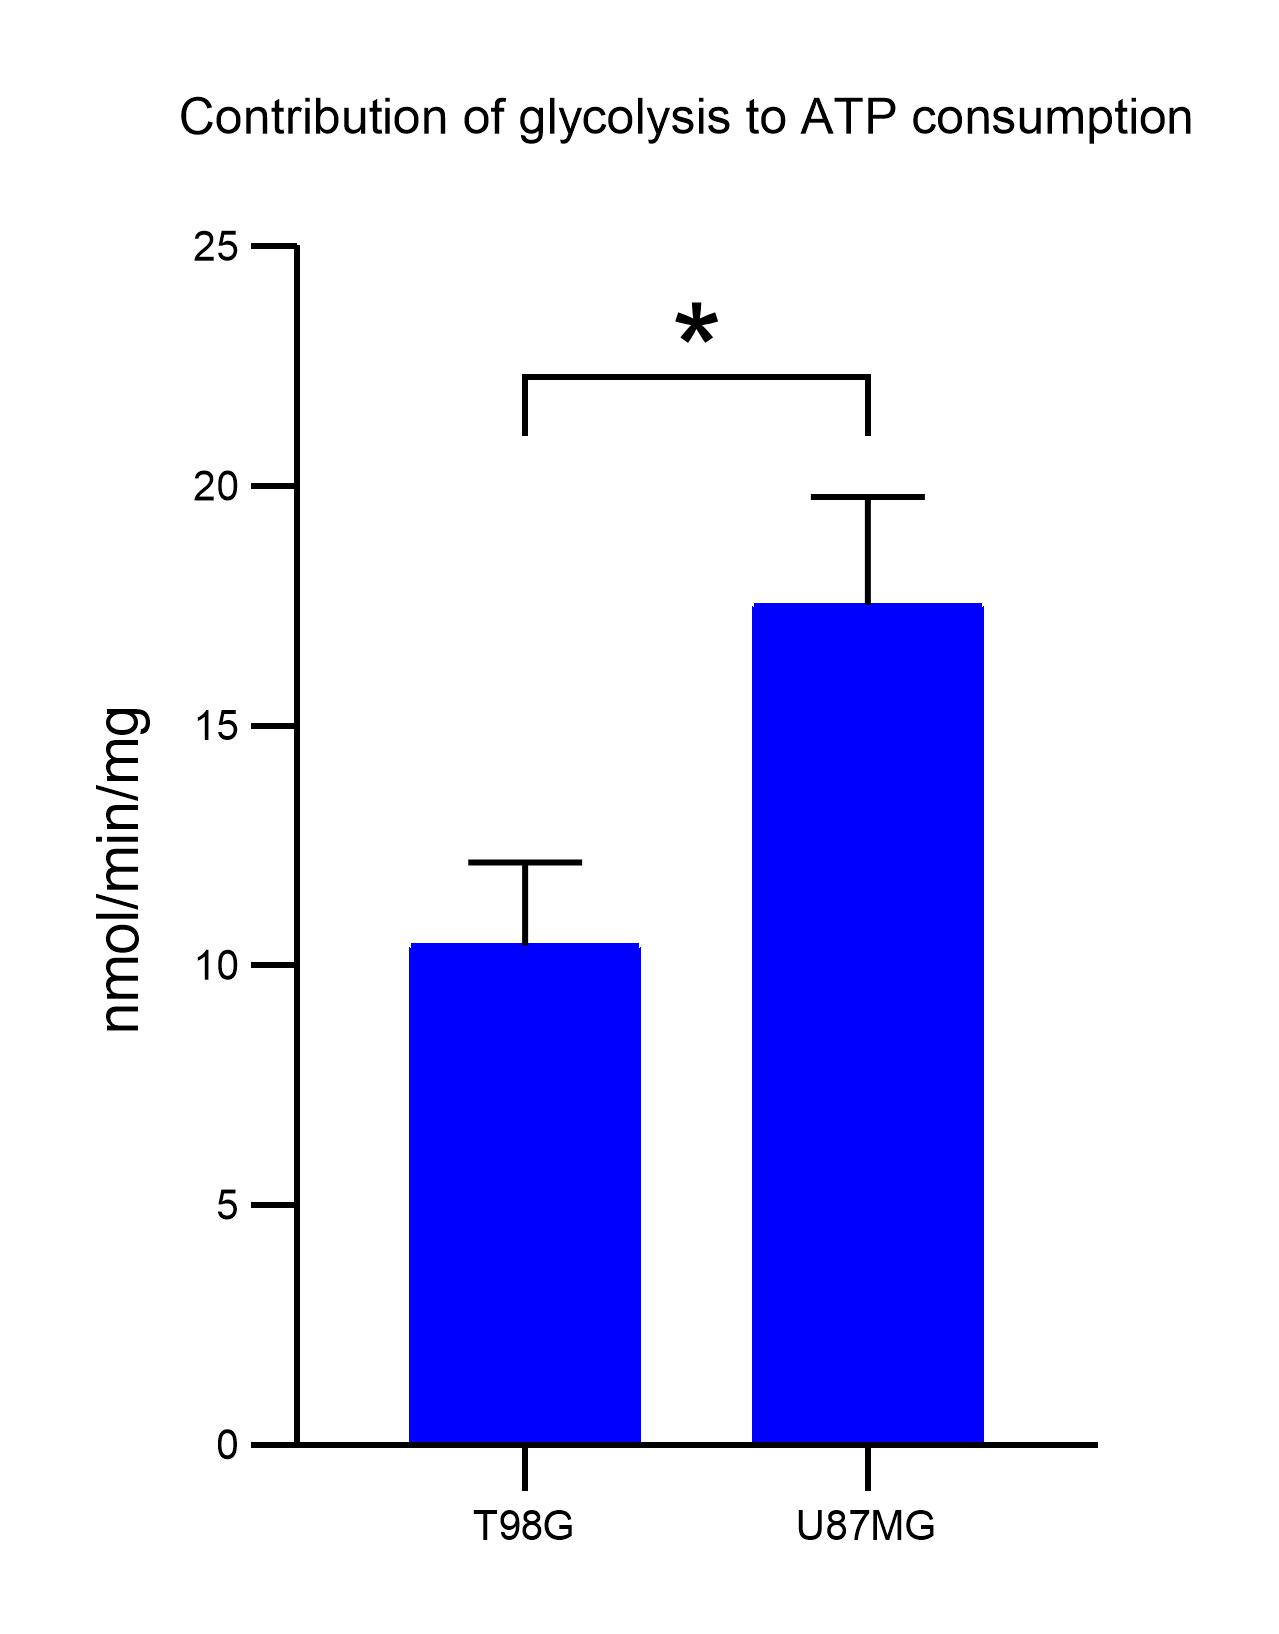 Contribution of glycolysis to ATP consumption
25
*
20
15
nmol/min/mg
10
5
0
T98G
U87MG